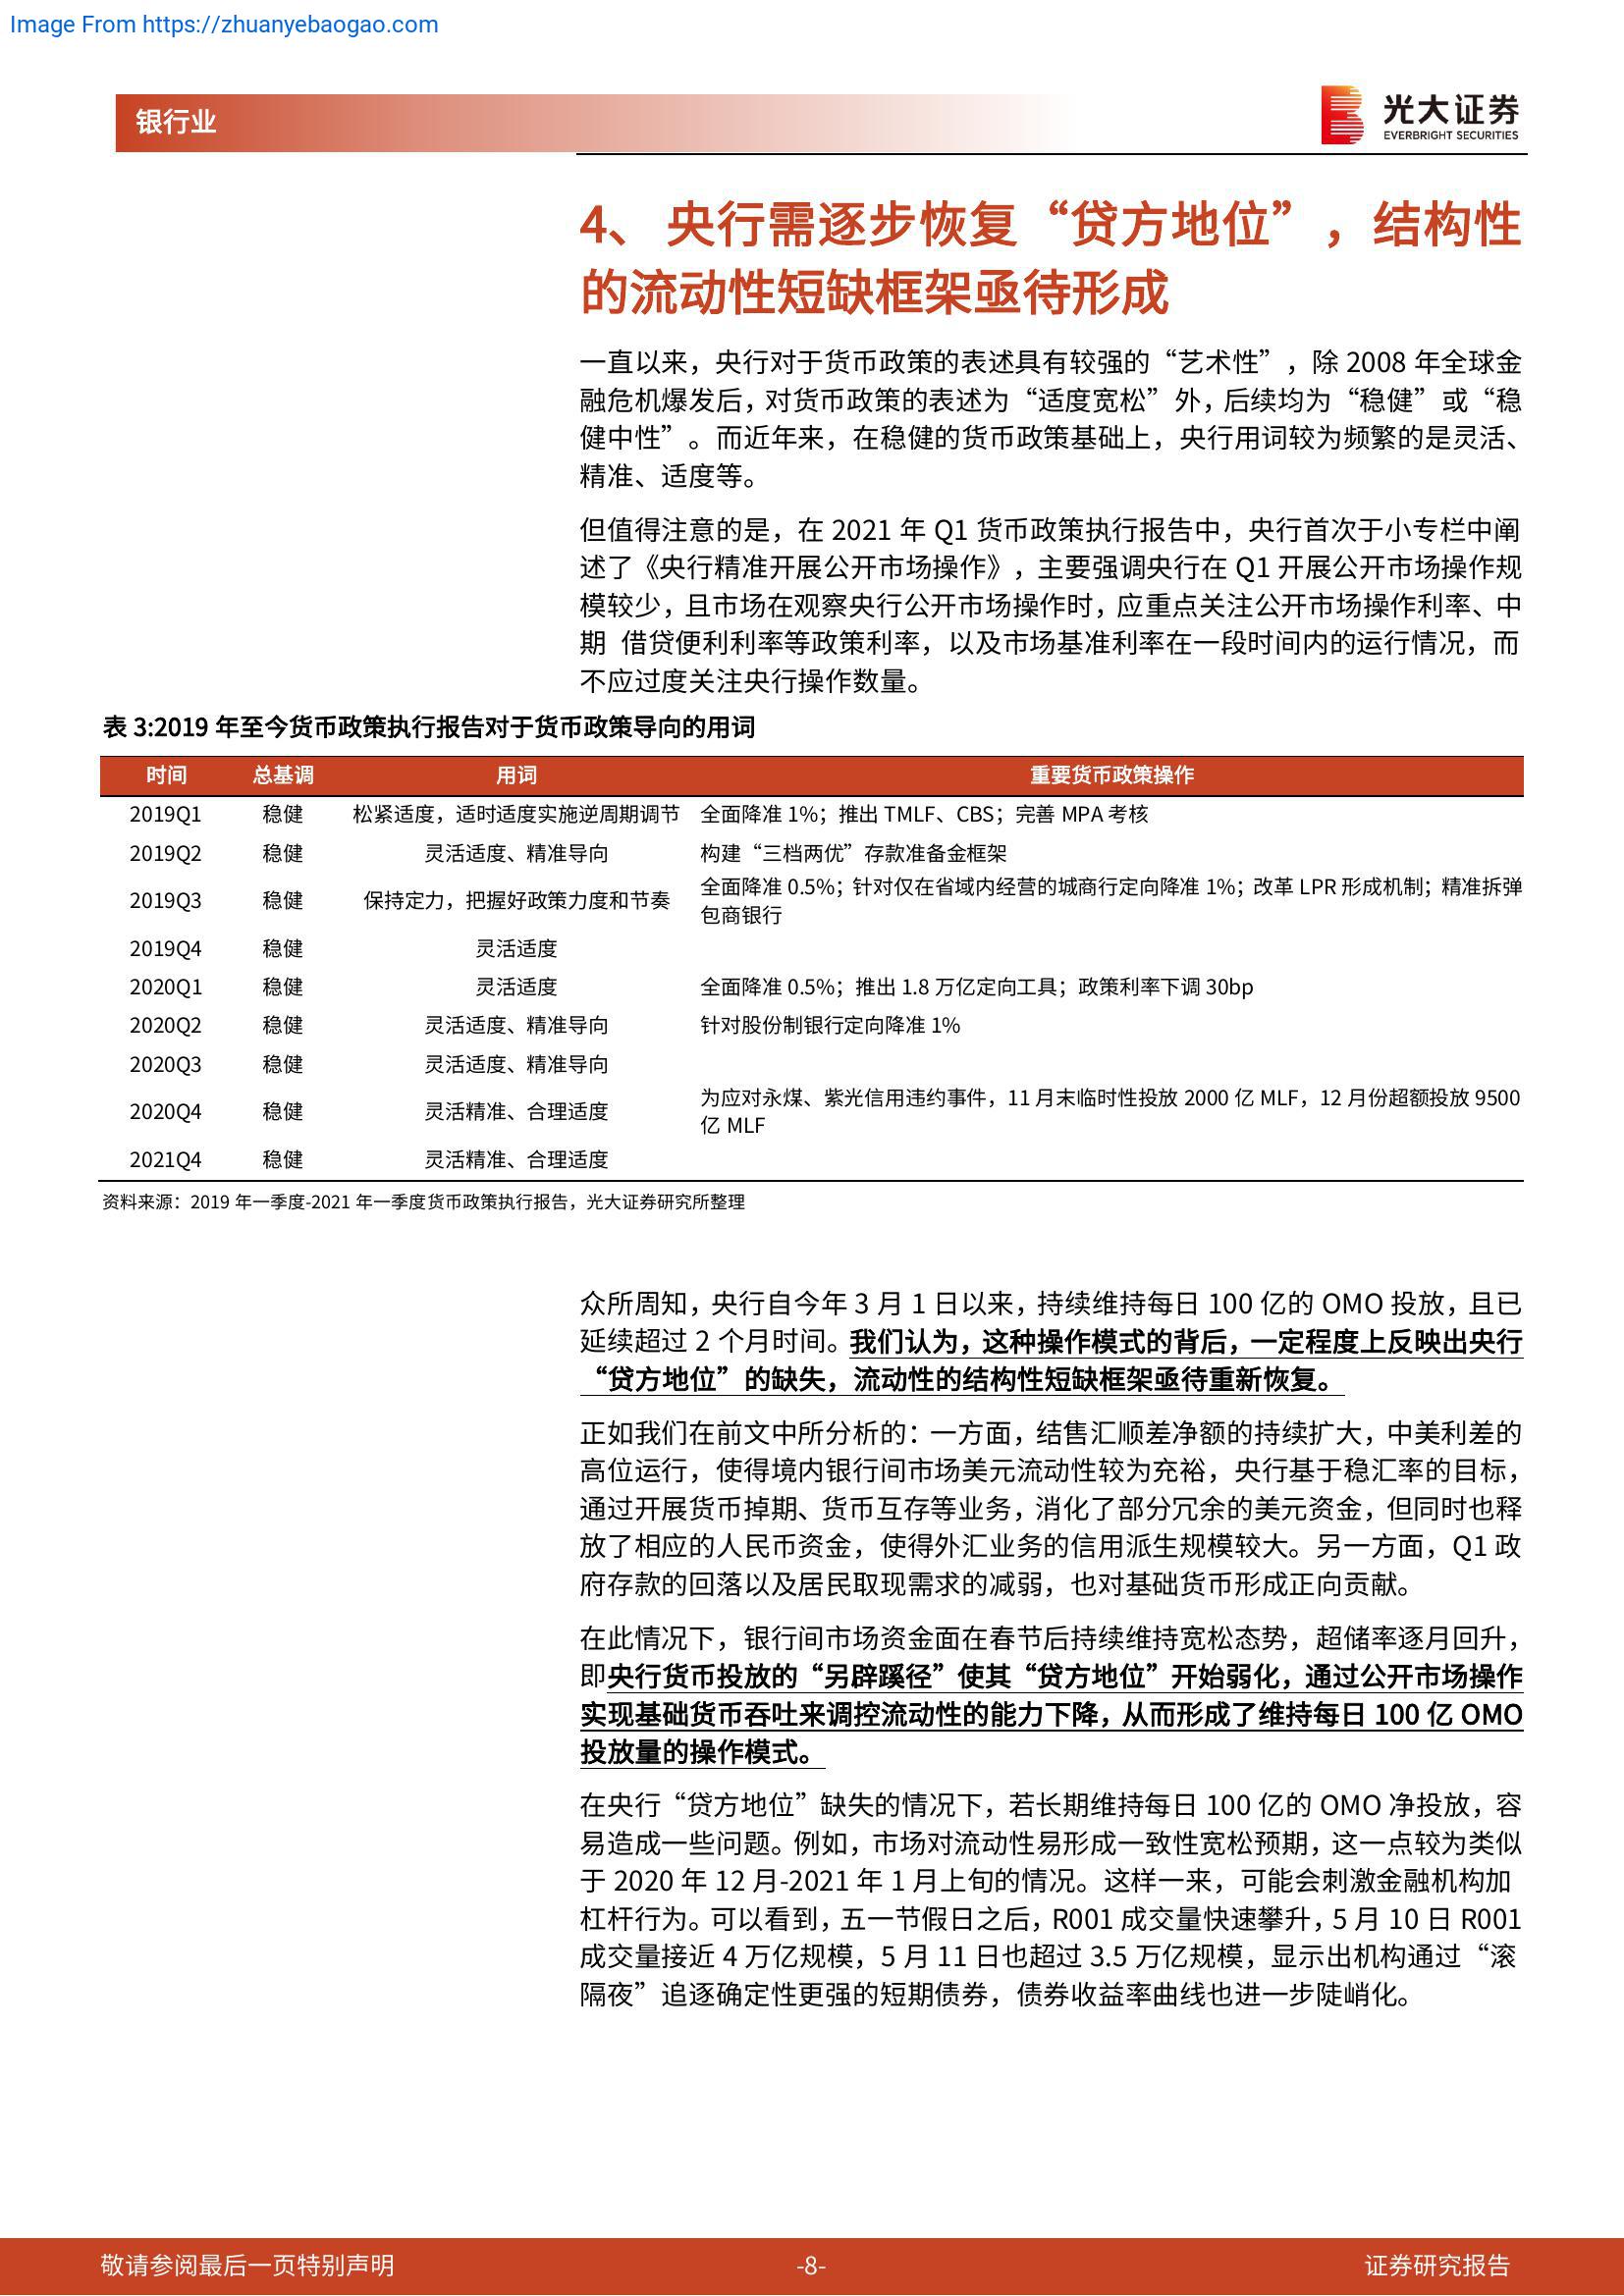 Image From https://zhuanyebaogao.com
银行业
光大证券
EVERBRIGHT SECURITIES
4、 央行需逐步恢复“贷方地位”，结构性
的流动性短缺框架亟待形成
一直以来，央行对于货币政策的表述具有较强的“艺术性”，除 2008 年全球金
融危机爆发后，对货币政策的表述为“适度宽松”外，后续均为“稳健”或“稳
健中性”。而近年来，在稳健的货币政策基础上，央行用词较为频繁的是灵活、
精准、适度等。
但值得注意的是，在 2021 年 Q1 货币政策执行报告中，央行首次于小专栏中阐
述了《央行精准开展公开市场操作》，主要强调央行在 Q1 开展公开市场操作规
模较少，且市场在观察央行公开市场操作时，应重点关注公开市场操作利率、中
期 借贷便利利率等政策利率，以及市场基准利率在一段时间内的运行情况，而
不应过度关注央行操作数量。
表 3:2019 年至今货币政策执行报告对于货币政策导向的用词
时间 总基调 用词 重要货币政策操作
2019Q1 稳健 松紧适度，适时适度实施逆周期调节 全面降准 1%；推出 TMLF、CBS；完善 MPA 考核
2019Q2 稳健 灵活适度、精准导向 构建“三档两优”存款准备金框架
2019Q3 稳健 保持定力，把握好政策力度和节奏 全面降准 0.5%；针对仅在省域内经营的城商行定向降准 1%；改革 LPR 形成机制；精准拆弹
包商银行
2019Q4 稳健 灵活适度
2020Q1 稳健 灵活适度 全面降准 0.5%；推出 1.8 万亿定向工具；政策利率下调 30bp
2020Q2 稳健 灵活适度、精准导向 针对股份制银行定向降准 1%
2020Q3 稳健 灵活适度、精准导向
2020Q4 稳健 灵活精准、合理适度 为应对永煤、紫光信用违约事件，11 月末临时性投放 2000 亿 MLF，12 月份超额投放 9500
亿 MLF
2021Q4 稳健 灵活精准、合理适度
资料来源：2019 年一季度-2021 年一季度货币政策执行报告，光大证券研究所整理
众所周知，央行自今年 3 月 1 日以来，持续维持每日 100 亿的 OMO 投放，且已
延续超过 2 个月时间。我们认为，这种操作模式的背后，一定程度上反映出央行
“贷方地位”的缺失，流动性的结构性短缺框架亟待重新恢复。
正如我们在前文中所分析的：一方面，结售汇顺差净额的持续扩大，中美利差的
高位运行，使得境内银行间市场美元流动性较为充裕，央行基于稳汇率的目标，
通过开展货币掉期、货币互存等业务，消化了部分冗余的美元资金，但同时也释
放了相应的人民币资金，使得外汇业务的信用派生规模较大。另一方面，Q1 政
府存款的回落以及居民取现需求的减弱，也对基础货币形成正向贡献。
在此情况下，银行间市场资金面在春节后持续维持宽松态势，超储率逐月回升，
即央行货币投放的“另辟蹊径”使其“贷方地位”开始弱化，通过公开市场操作
实现基础货币吞吐来调控流动性的能力下降，从而形成了维持每日 100 亿 OMO
投放量的操作模式。
在央行“贷方地位”缺失的情况下，若长期维持每日 100 亿的 OMO 净投放，容
易造成一些问题。例如，市场对流动性易形成一致性宽松预期，这一点较为类似
于 2020 年 12 月-2021 年 1 月上旬的情况。这样一来，可能会刺激金融机构加
杠杆行为。可以看到，五一节假日之后，R001 成交量快速攀升，5 月 10 日 R001
成交量接近 4 万亿规模，5 月 11 日也超过 3.5 万亿规模，显示出机构通过“滚
隔夜”追逐确定性更强的短期债券，债券收益率曲线也进一步陡峭化。
敬请参阅最后一页特别声明 -8- 证券研究报告